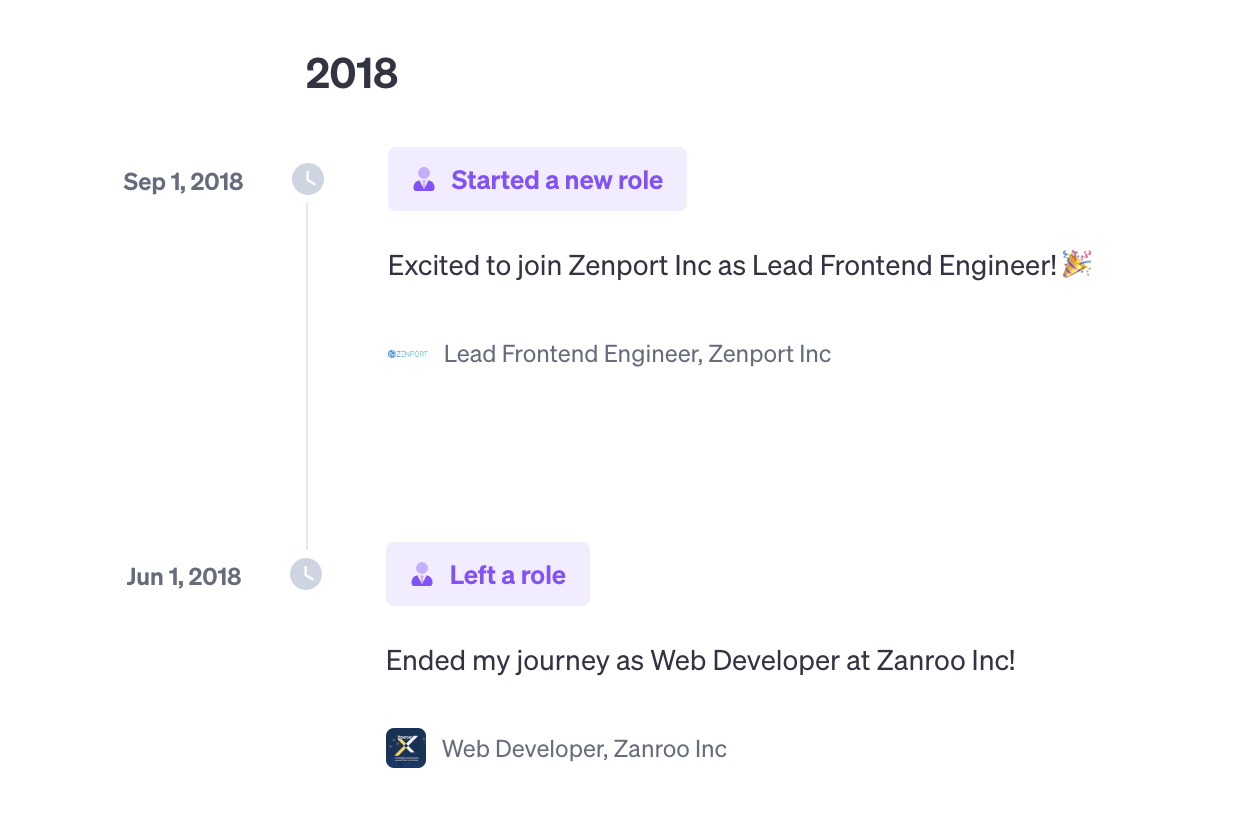 2018
Sep 1, 2018
Started a new role
Excited to join Zenport Inc as Lead Frontend Engineer! 🎉
ZENPORT
Lead Frontend Engineer, Zenport Inc
Jun 1, 2018
Left a role
Ended my journey as Web Developer at Zanroo Inc!
Web Developer, Zanroo Inc